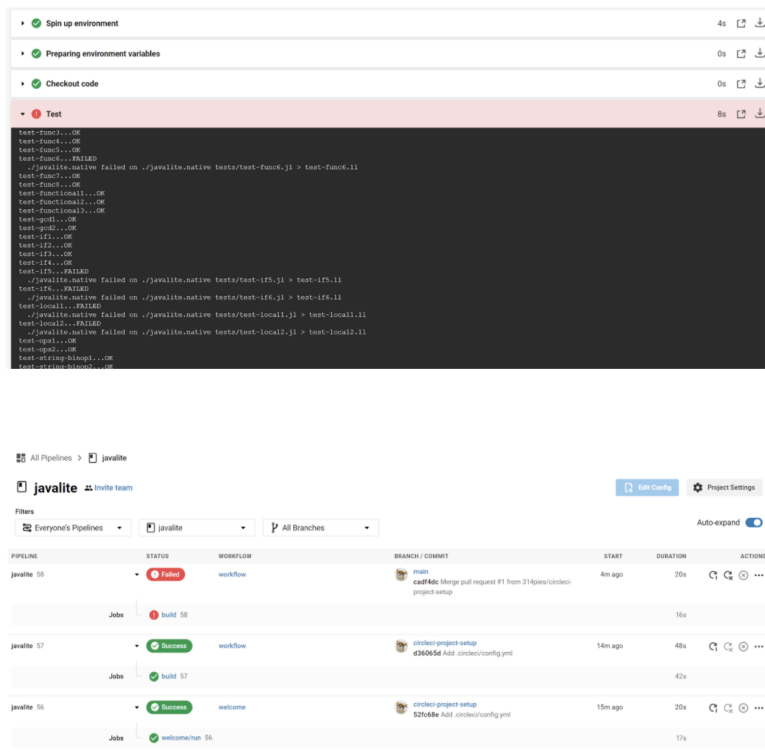 Spin up environment 4s
Preparing environment variables 0s
Checkout code 0s
Test 8s
test-func3...OK
test-func4...OK
test-func5...OK
test-func6...FAILED
./javalite.native failed on ./javalite.native tests/test-func6.jl > test-func6.ll
test-func7...OK
test-func8...OK
test-functional1...OK
test-functional2...OK
test-functional3...OK
test-gcd1...OK
test-gcd2...OK
test-if1...OK
test-if2...OK
test-if3...OK
test-if4...OK
test-if5...FAILED
./javalite.native failed on ./javalite.native tests/test-if5.jl > test-if5.ll
test-if6...FAILED
./javalite.native failed on ./javalite.native tests/test-if6.jl > test-if6.ll
test-local1...FAILED
./javalite.native failed on ./javalite.native tests/test-local1.jl > test-local1.ll
test-local2...FAILED
./javalite.native failed on ./javalite.native tests/test-local2.jl > test-local2.ll
test-ops1...OK
test-ops2...OK
test-string-binop1...OK
test-string-binop2...OK
All Pipelines > javalite
javalite Invite team Edit Config Project Settings
Filters
Everyone's Pipelines javalite All Branches Auto-expand
PIPELINE STATUS WORKFLOW BRANCH / COMMIT START DURATION ACTIONS
javalite 58 Failed workflow main 4m ago 20s
cadf4dc Merge pull request #1 from 314pies/circleci-
project-setup
Jobs build 58 16s
javalite 57 Success workflow circleci-project-setup 14m ago 48s
d36065d Add .circleci/config.yml
Jobs build 57 42s
javalite 56 Success welcome circleci-project-setup 15m ago 20s
52fc68e Add .circleci/config.yml
Jobs welcome/run 56 17s